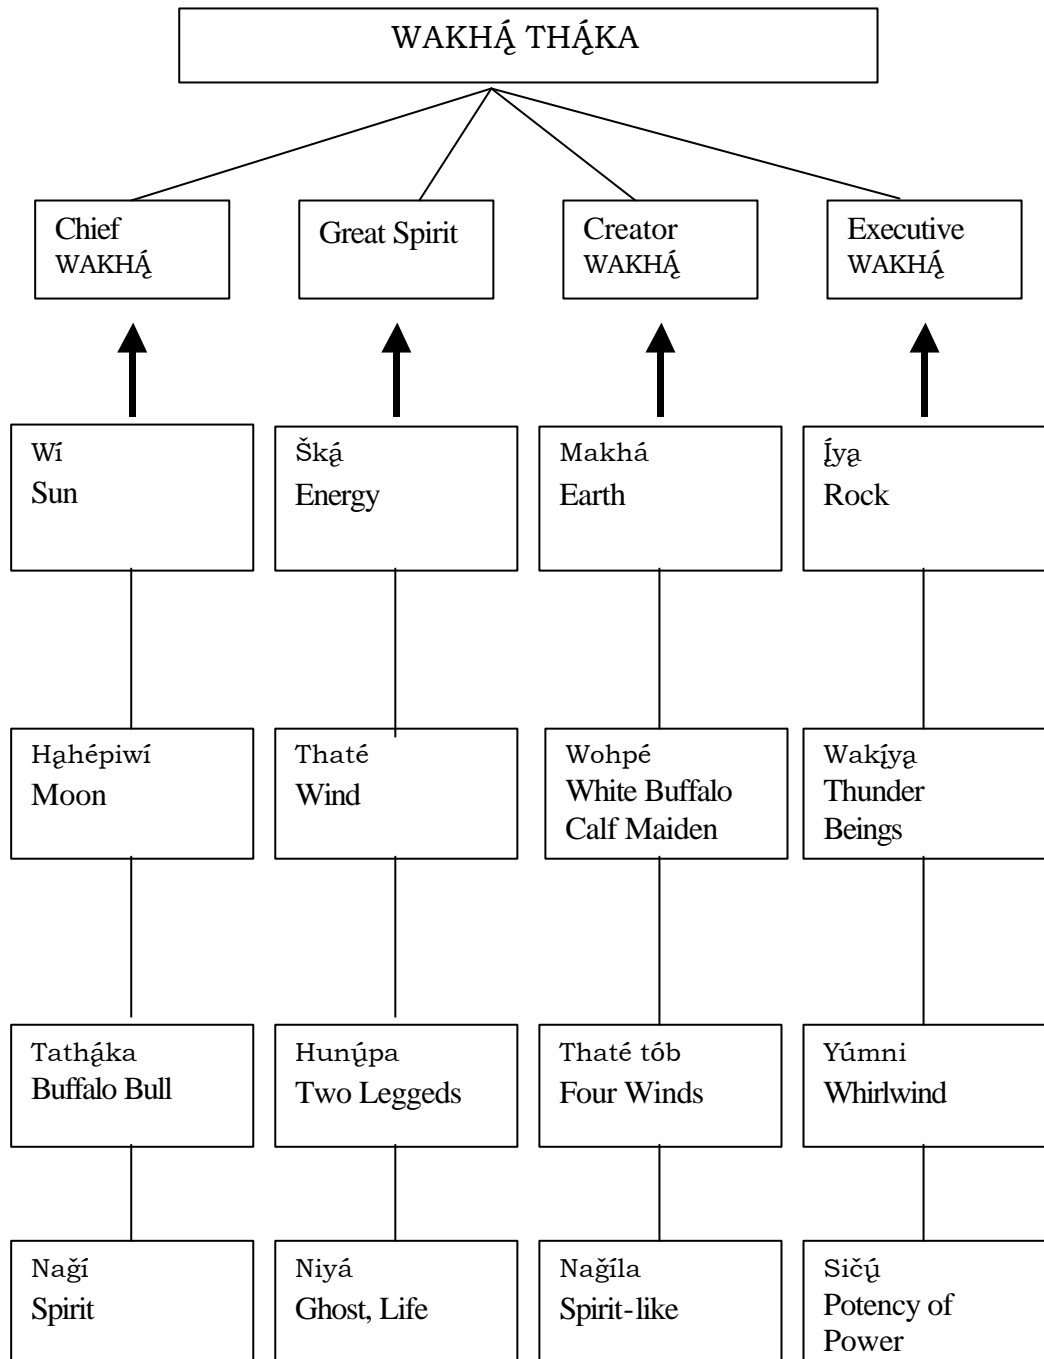 WAKHĄ́ THĄ́KA
Chief
WAKHĄ́
Great Spirit
Creator
WAKHĄ́
Executive
WAKHĄ́
Wí
Sun
Šką́
Energy
Makhá
Earth
Į́yą
Rock
Hąhépiwí
Moon
Thaté
Wind
Wohpé
White Buffalo
Calf Maiden
Wakį́yą
Thunder
Beings
Tathą́ka
Buffalo Bull
Hunų́pa
Two Leggeds
Thaté tób
Four Winds
Yúmni
Whirlwind
Naǧí
Spirit
Niyá
Ghost, Life
Naǧíla
Spirit-like
Sičų́
Potency of
Power